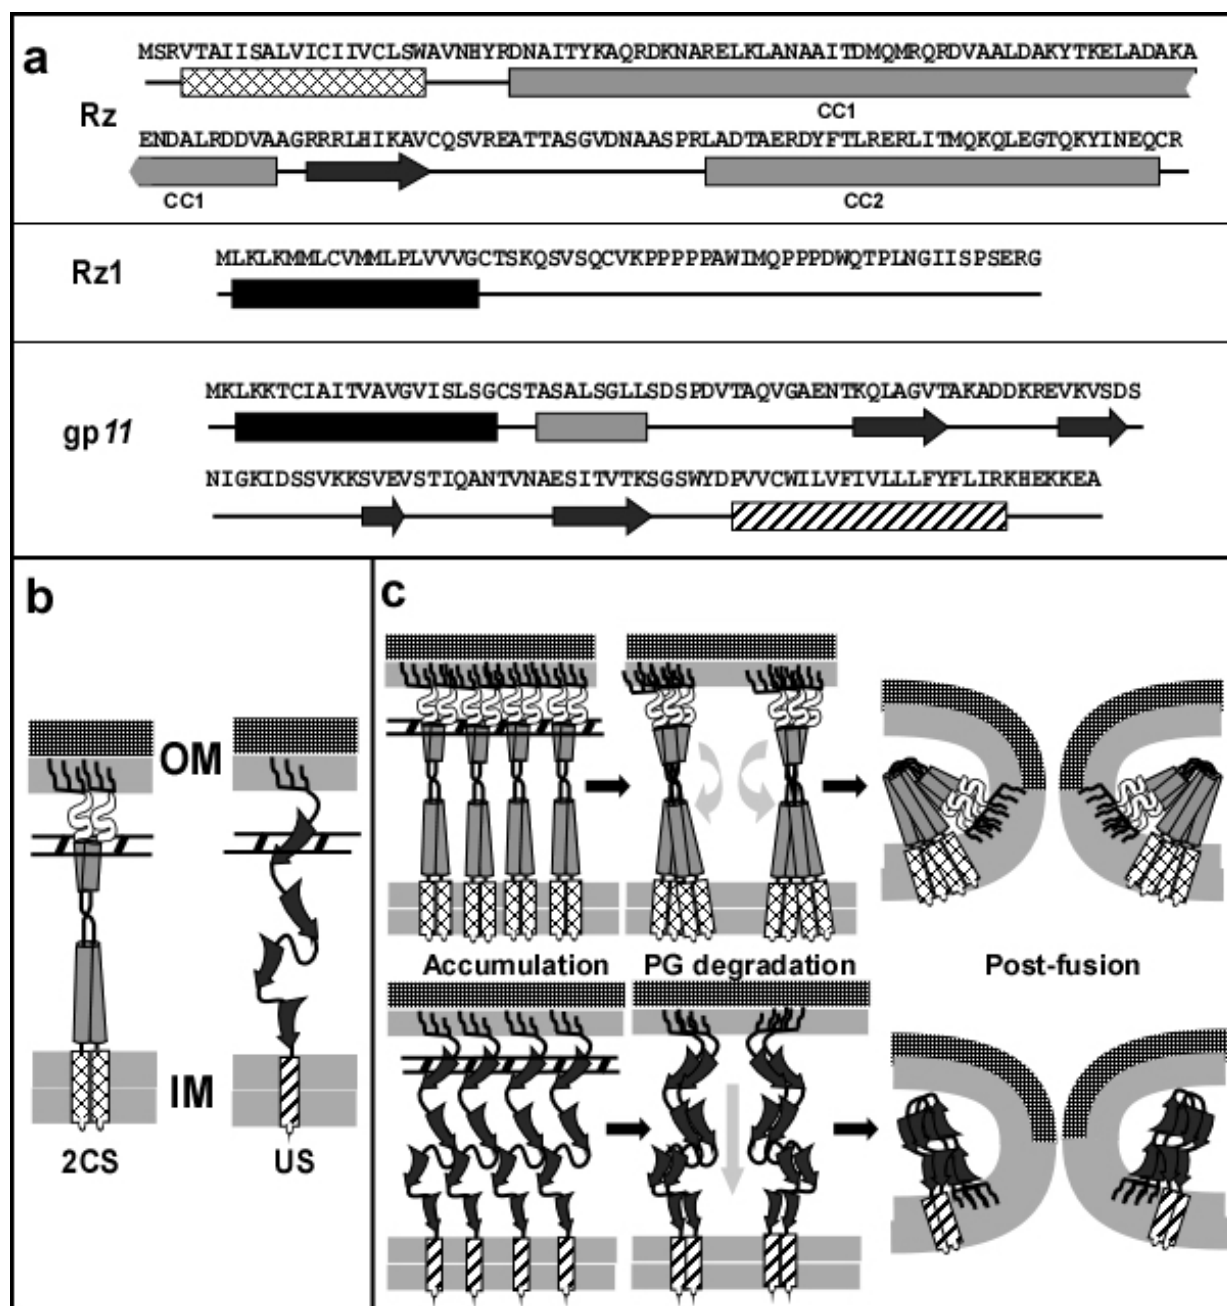 a
MSRVTAIISALVICIIVCLSWAVNHYRDNAITYKAQRDKNARELKLANAAITDMQMRQRDVAALDAKYTKELADAKA
Rz
CC1
ENDALRDDVAAGRRRLHIKAVCQSVREATTASGVDNAASPRLADTAERDYFTLRERLITMQKQLEGTQKYINEQCR
CC1 CC2
MLKLKMMLCVMMLPLVVVGCTSKQSVSQCVKPPPPPAWIMQPPPDWQTPLNGIISPSERG
Rz1
MKLKKTCIAITVAVGVISLSGCSTASALSGLLSDSPDVTAQVGAENTKQLAGVTAKADDKREVKVSDS
gp11
NIGKIDSSVKKSVEVSTIQANTVNAESITVTKSGSWYDPVVCWILVFIVLLLFYFLIRKHEKKEA
b
OM
IM
2CS US
c
Accumulation PG degradation Post-fusion